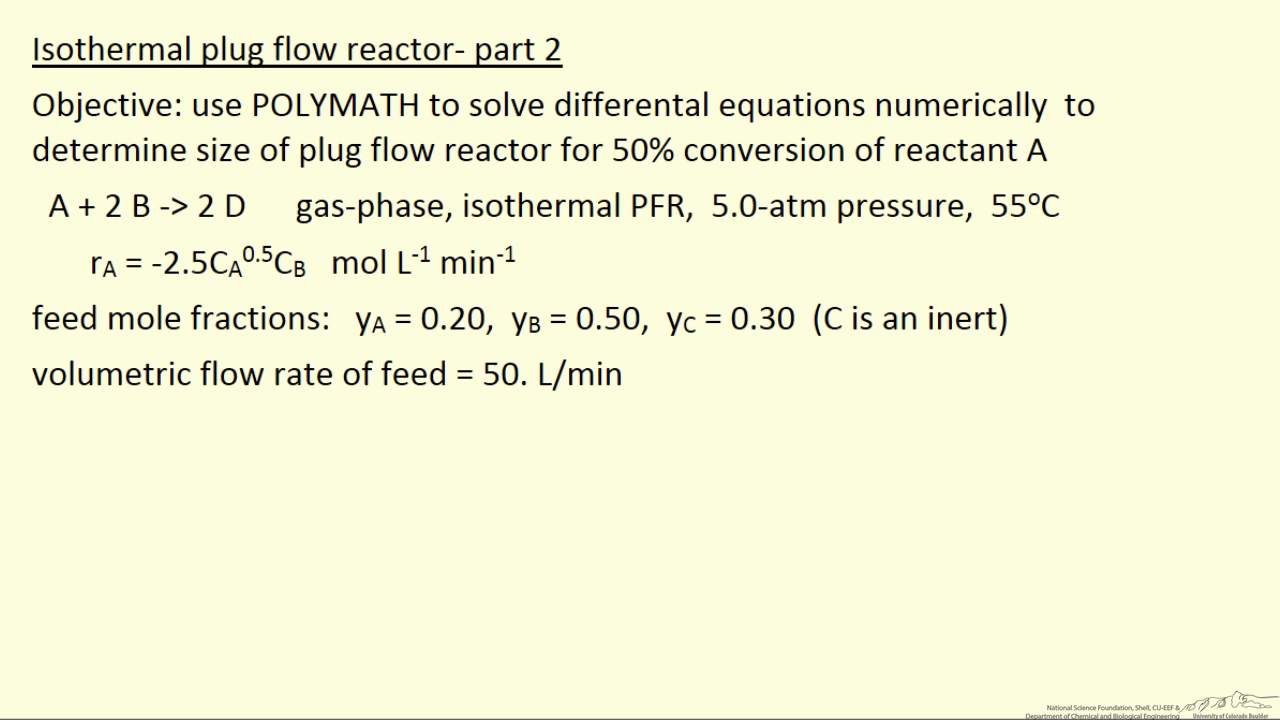 Isothermal plug flow reactor- part 2
Objective: use POLYMATH to solve differental equations numerically to
determine size of plug flow reactor for 50% conversion of reactant A
A + 2 B -> 2 D gas-phase, isothermal PFR, 5.0-atm pressure, 55°C
rA = -2.5CA^0.5CB mol L^-1 min^-1
feed mole fractions: yA = 0.20, yB = 0.50, yC = 0.30 (C is an inert)
volumetric flow rate of feed = 50. L/min
National Science Foundation, Shell, CU-EEF &
Department of Chemical and Biological Engineering University of Colorado Boulder